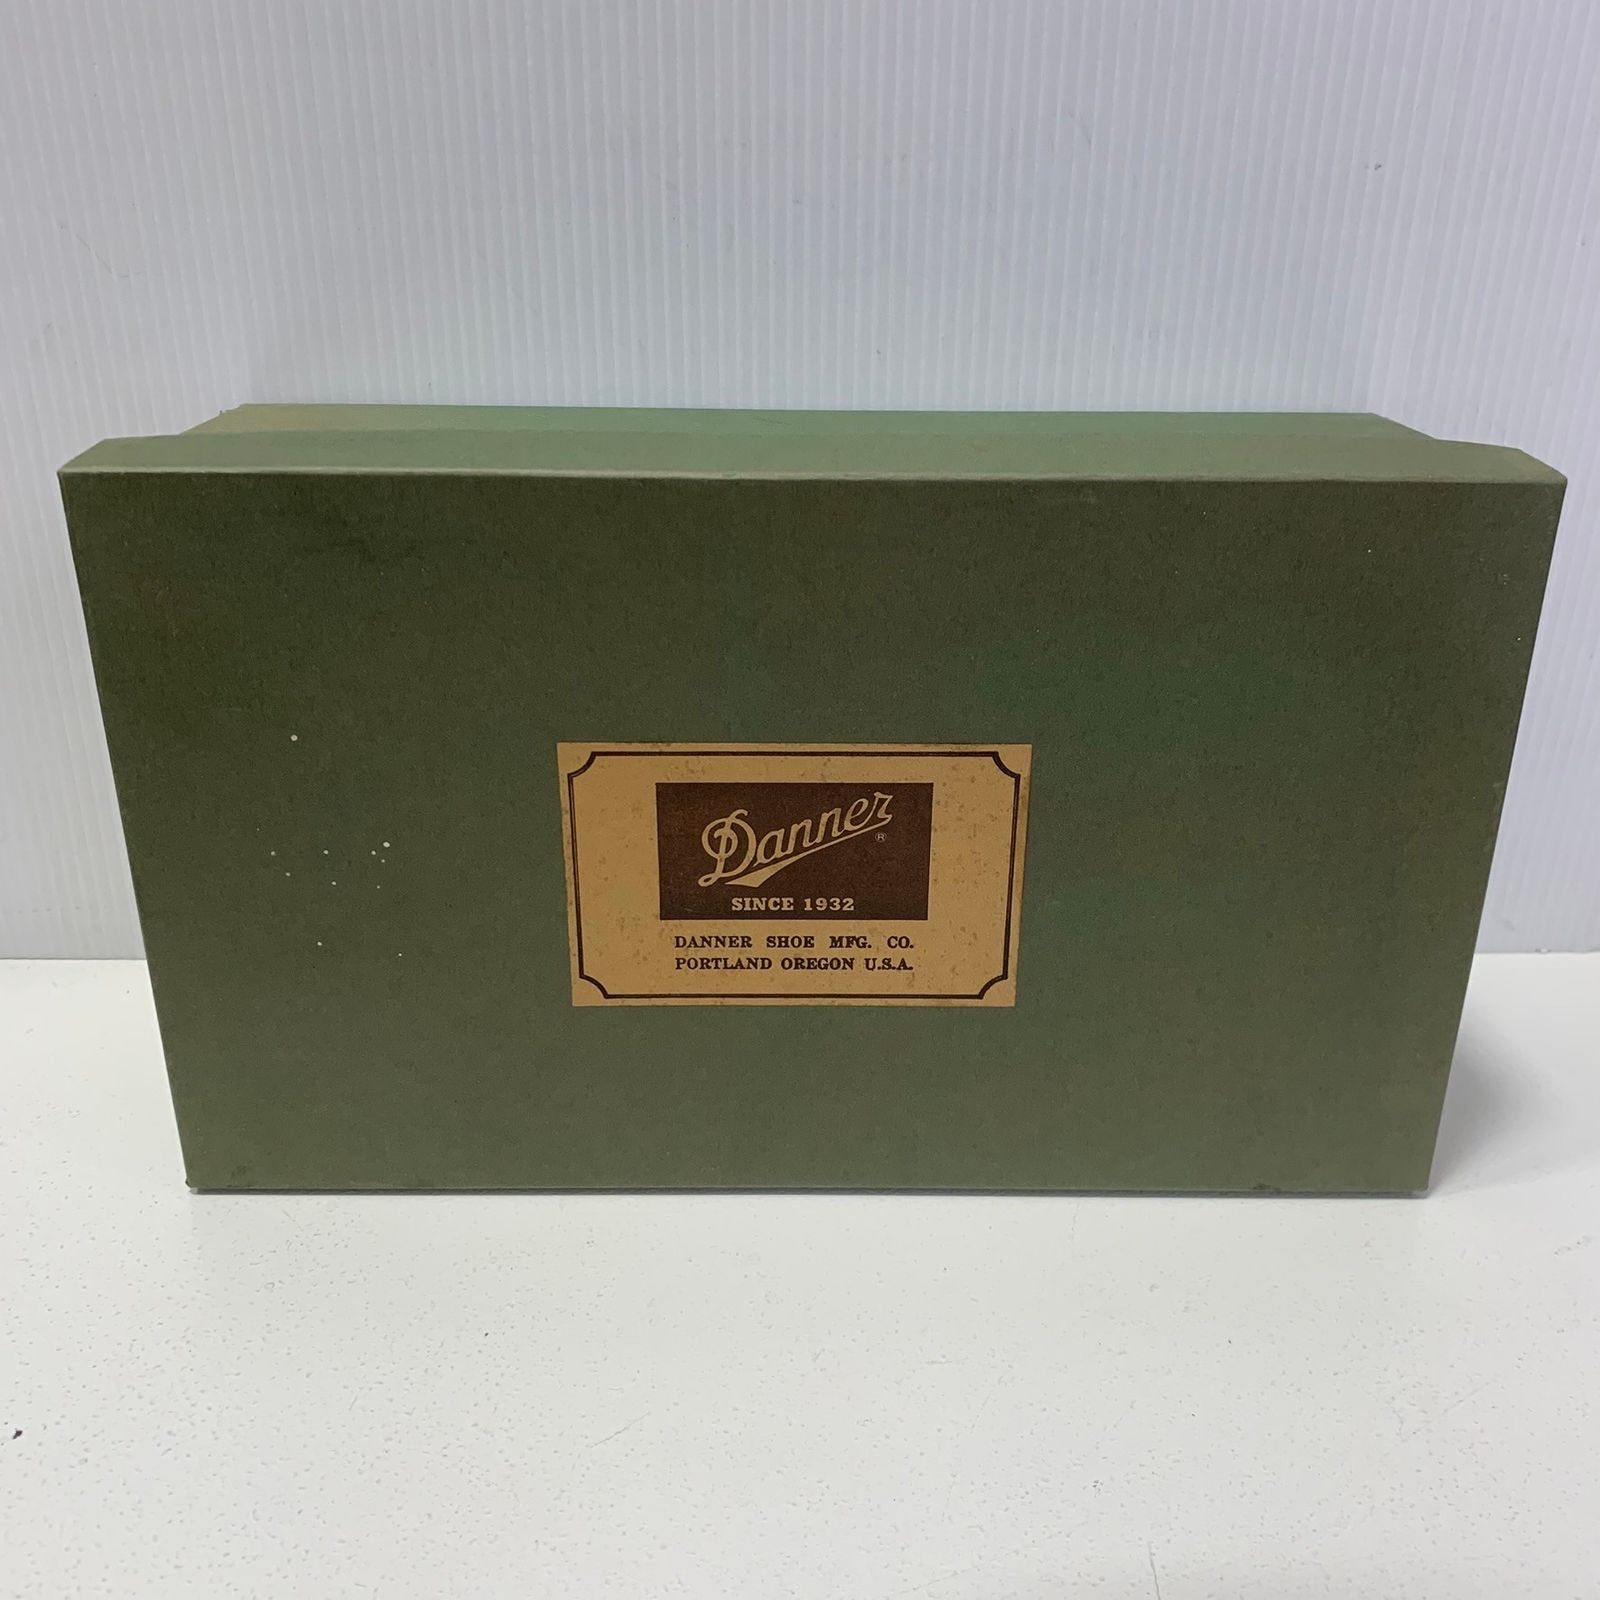 Danner®
SINCE 1932
DANNER SHOE MFG. CO.
PORTLAND OREGON U.S.A.